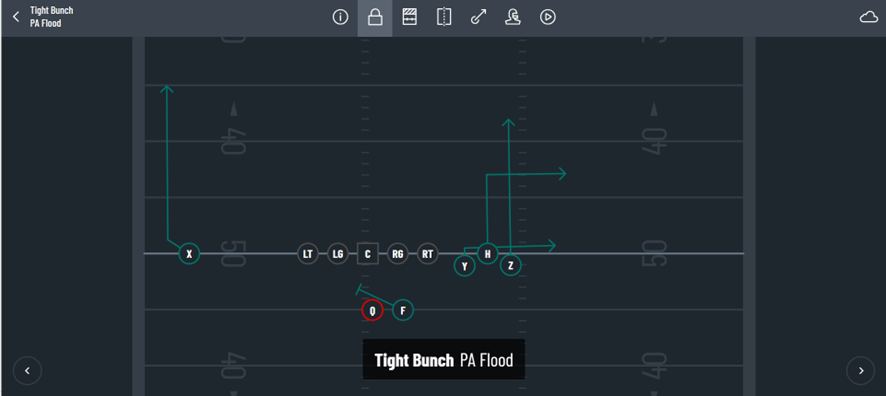 Tight Bunch
PA Flood
40
40
X LT LG C RG RT Y H Z
50
50
Q F
Tight Bunch PA Flood
40
40